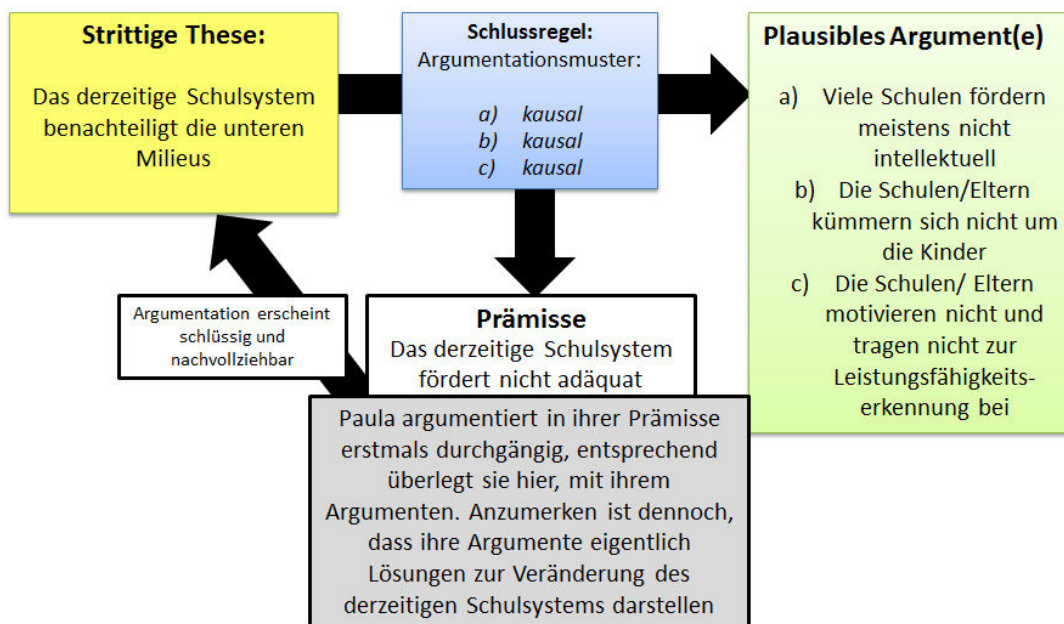 Strittige These:
Das derzeitige Schulsystem
benachteiligt die unteren
Milieus
Schlussregel:
Argumentationsmuster:
a) kausal
b) kausal
c) kausal
Plausibles Argument(e)
a) Viele Schulen fördern
meistens nicht
intellektuell
b) Die Schulen/Eltern
kümmern sich nicht um
die Kinder
c) Die Schulen/ Eltern
motivieren nicht und
tragen nicht zur
Leistungsfähigkeits-
erkennung bei
Argumentation erscheint
schlüssig und
nachvollziehbar
Prämisse
Das derzeitige Schulsystem
fördert nicht adäquat
Paula argumentiert in ihrer Prämisse
erstmals durchgängig, entsprechend
überlegt sie hier, mit ihrem
Argumenten. Anzumerken ist dennoch,
dass ihre Argumente eigentlich
Lösungen zur Veränderung des
derzeitigen Schulsystems darstellen